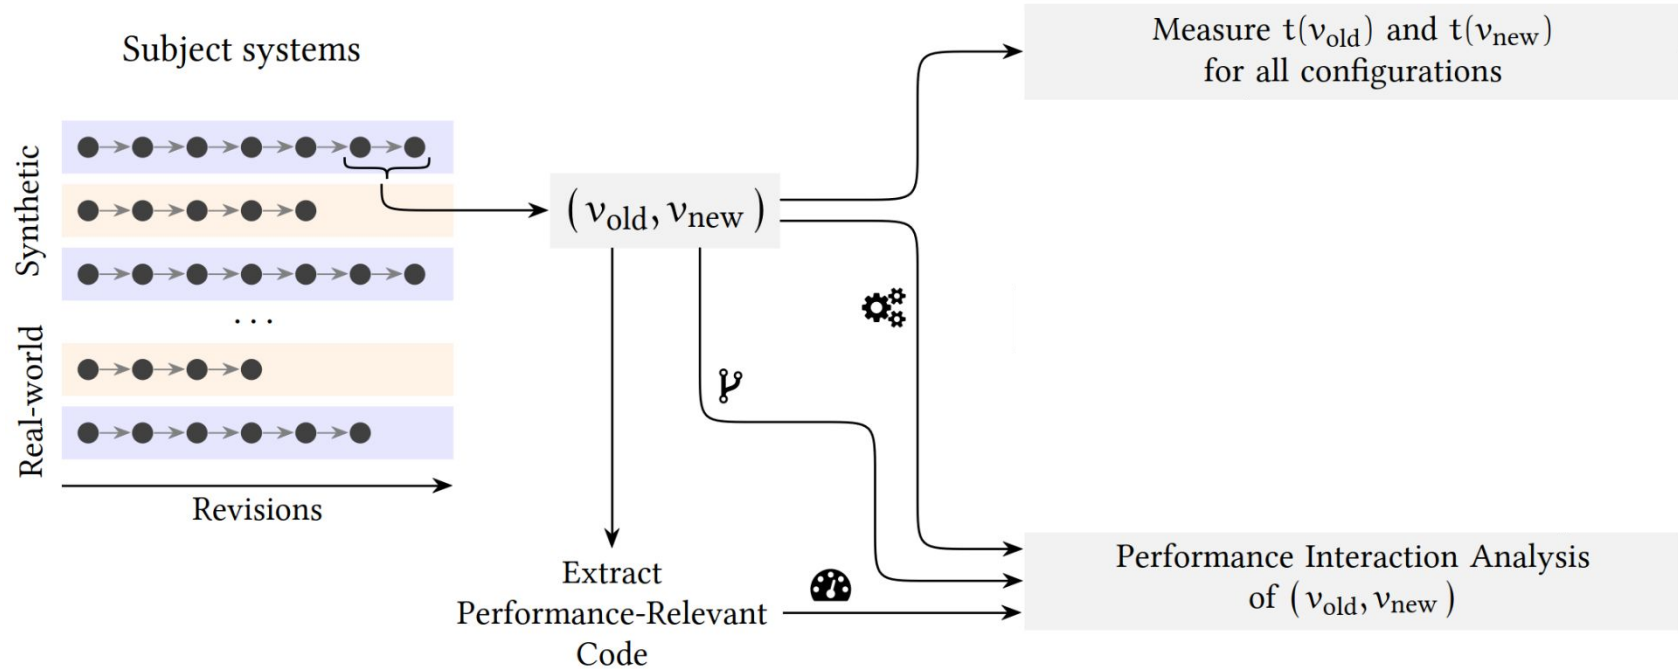 Subject systems
Synthetic
Real-world
...
Revisions
(v_old, v_new)
Extract
Performance-Relevant
Code
Measure t(v_old) and t(v_new)
for all configurations
Performance Interaction Analysis
of (v_old, v_new)